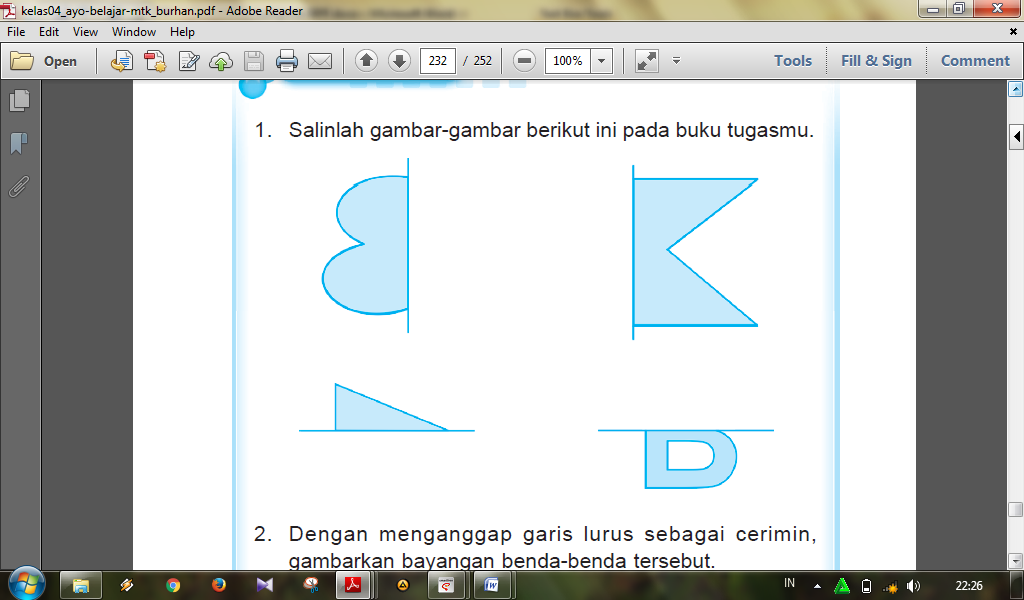 kelas04_ayo-belajar-mtk_burhan.pdf - Adobe Reader
File Edit View Window Help
Open 232 / 252 100% Tools Fill & Sign Comment
1. Salinlah gambar-gambar berikut ini pada buku tugasmu.
2. Dengan menganggap garis lurus sebagai cerimin,
gambarkan bayangan benda-benda tersebut.
IN 22:26